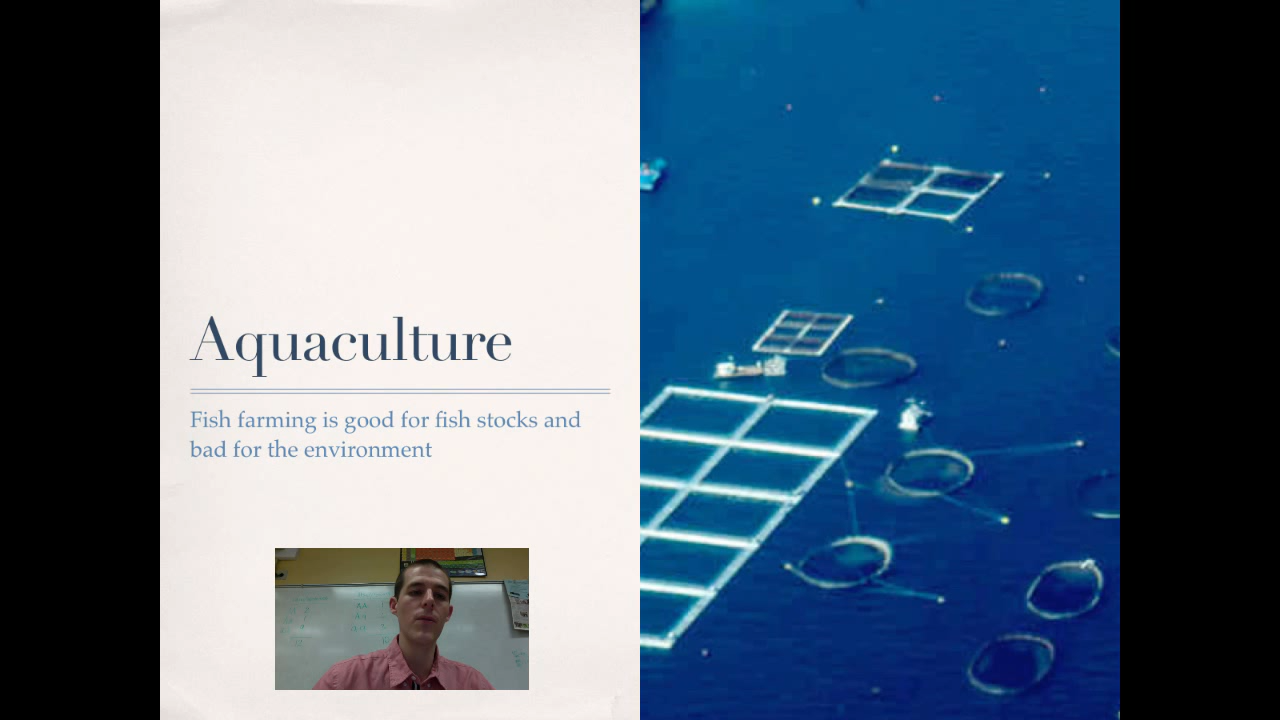 Aquaculture
Fish farming is good for fish stocks and
bad for the environment